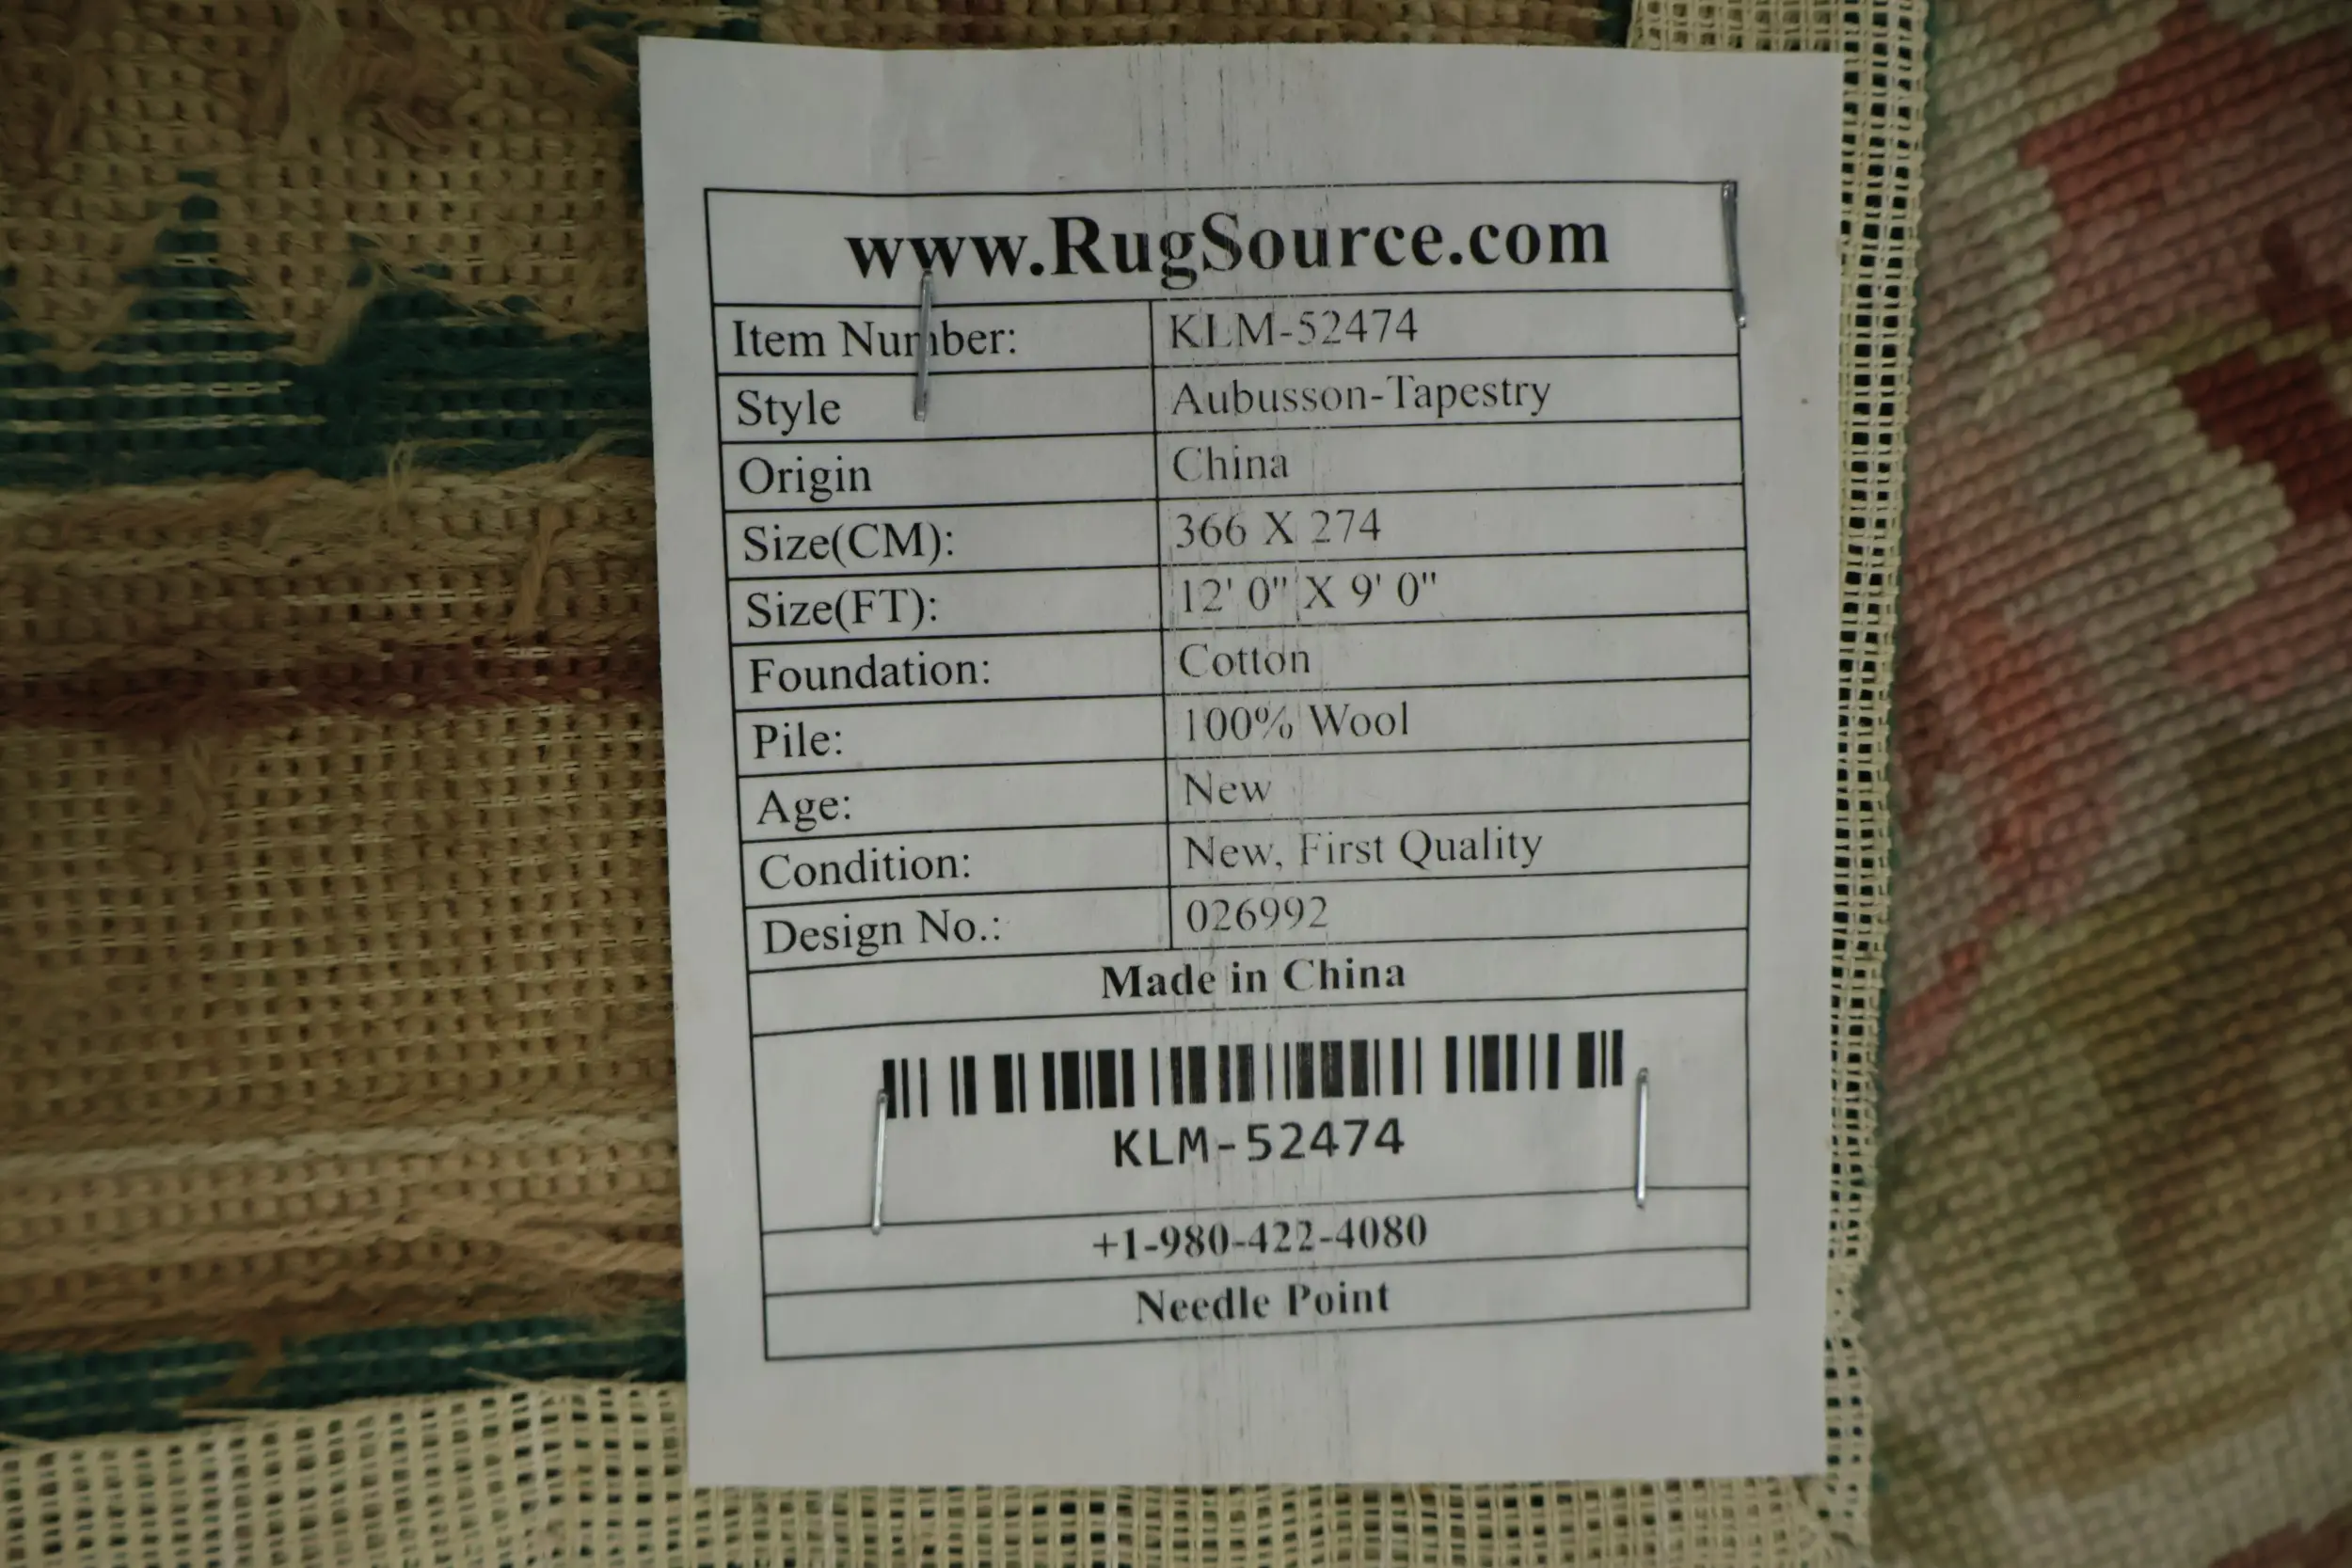 www.RugSource.com
Item Number: KLM-52474
Style Aubusson-Tapestry
Origin China
Size(CM): 366 X 274
Size(FT): 12' 0" X 9' 0"
Foundation: Cotton
Pile: 100% Wool
Age: New
Condition: New, First Quality
Design No.: 026992
Made in China
KLM-52474
+1-980-422-4080
Needle Point